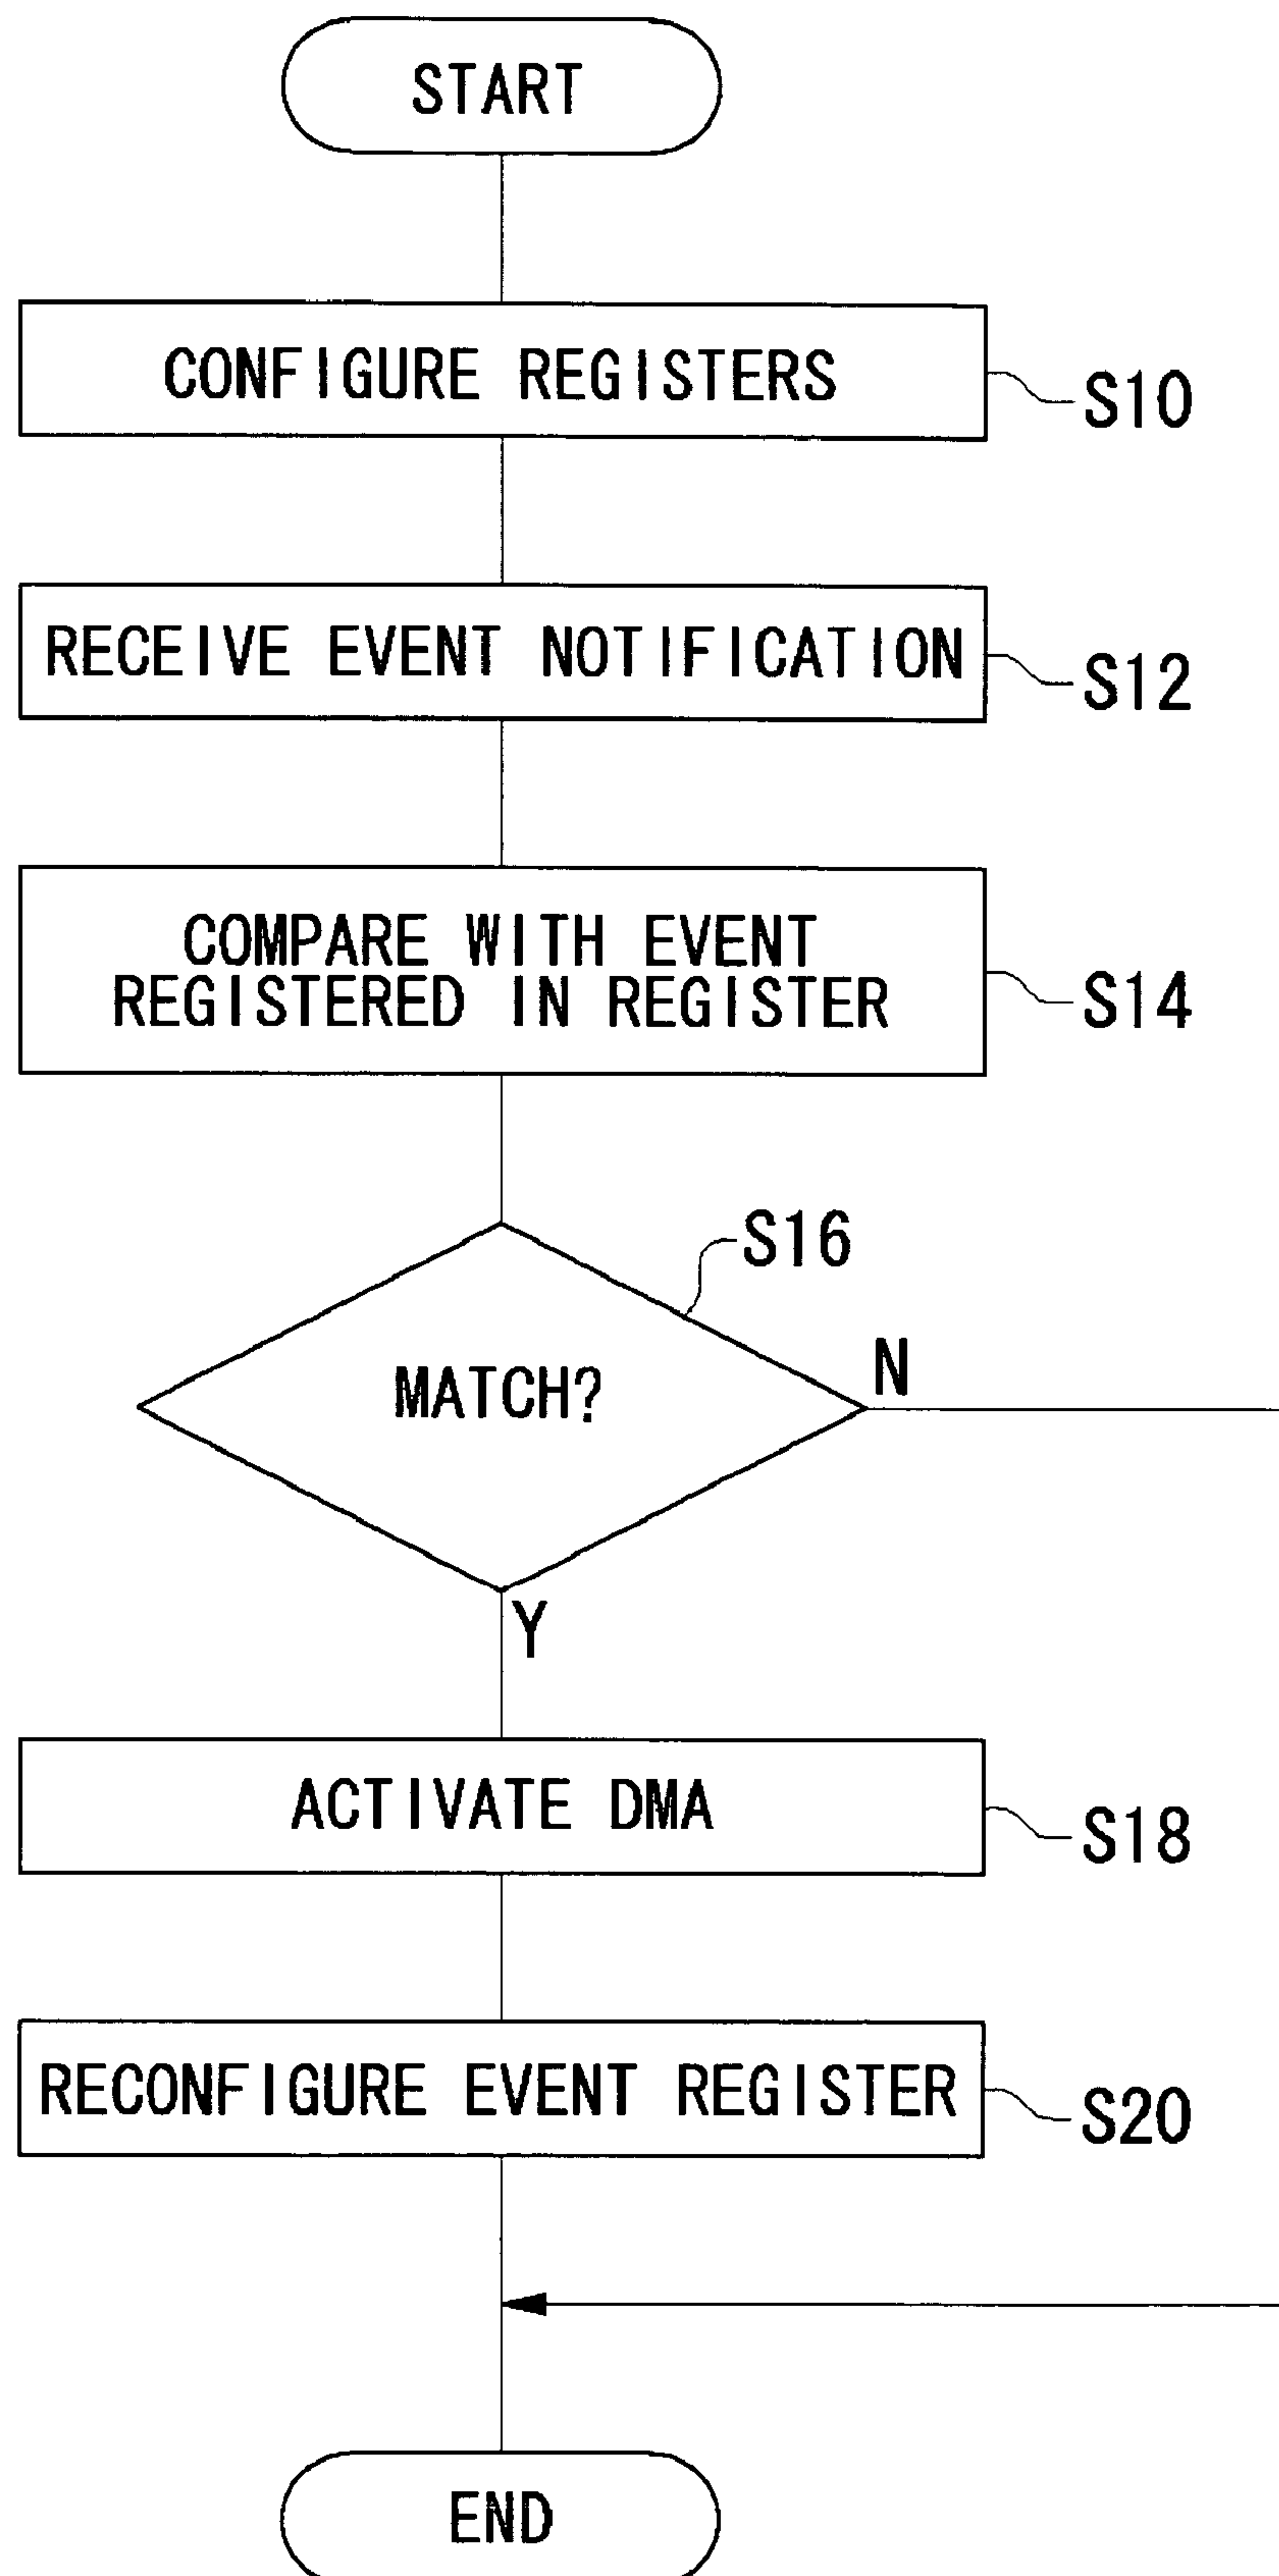 START
CONFIGURE REGISTERS
S10
RECEIVE EVENT NOTIFICATION
S12
COMPARE WITH EVENT
REGISTERED IN REGISTER
S14
S16
MATCH?
N
Y
ACTIVATE DMA
S18
RECONFIGURE EVENT REGISTER
S20
END